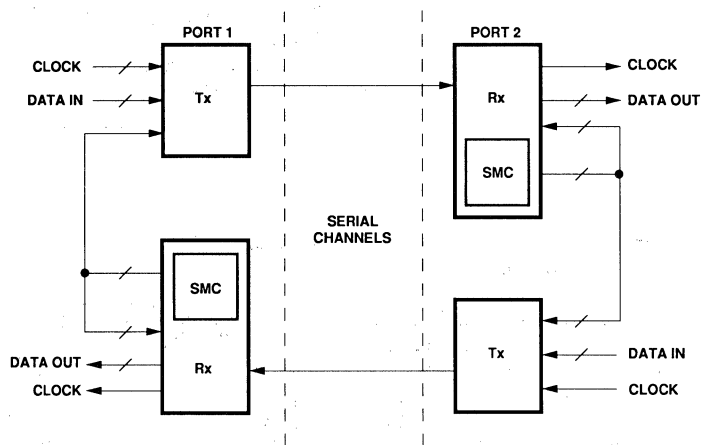 PORT 1
PORT 2
CLOCK
DATA IN
Tx
Rx
CLOCK
DATA OUT
SMC
SERIAL
CHANNELS
SMC
DATA OUT
CLOCK
Rx
Tx
DATA IN
CLOCK